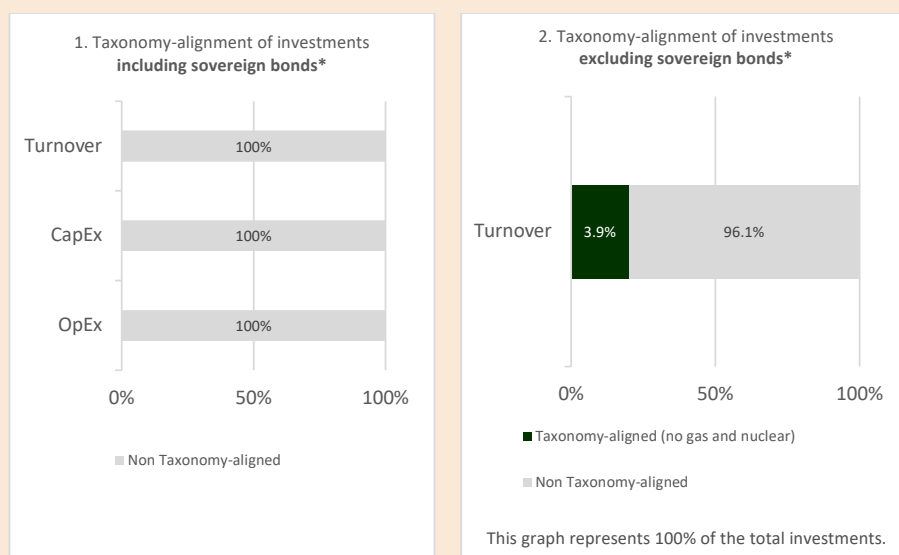 1. Taxonomy-alignment of investments
including sovereign bonds*
Turnover
100%
CapEx
100%
OpEx
100%
0%
50%
100%
Non Taxonomy-aligned
2. Taxonomy-alignment of investments
excluding sovereign bonds*
Turnover
3.9%
96.1%
0%
50%
100%
Taxonomy-aligned (no gas and nuclear)
Non Taxonomy-aligned
This graph represents 100% of the total investments.